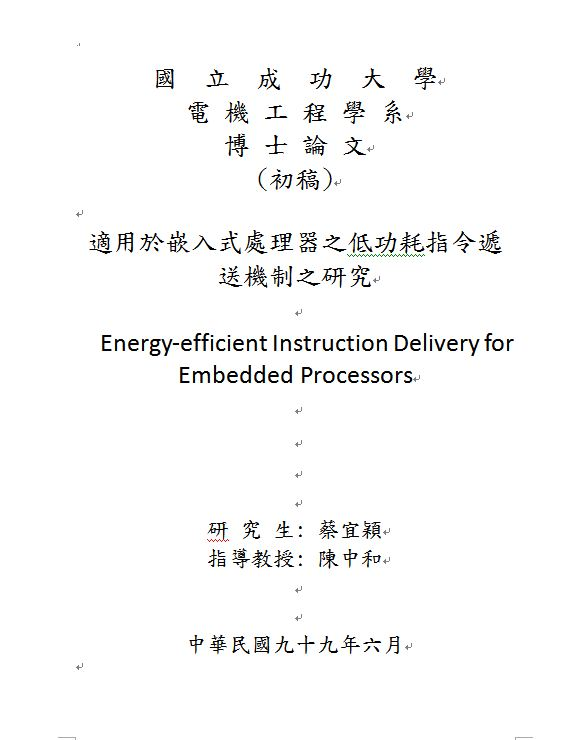 國 立 成 功 大 學
電 機 工 程 學 系
博 士 論 文
(初稿)
適用於嵌入式處理器之低功耗指令遞
送機制之研究
Energy-efficient Instruction Delivery for
Embedded Processors
研 究 生: 蔡宜穎
指導教授: 陳中和
中華民國九十九年六月